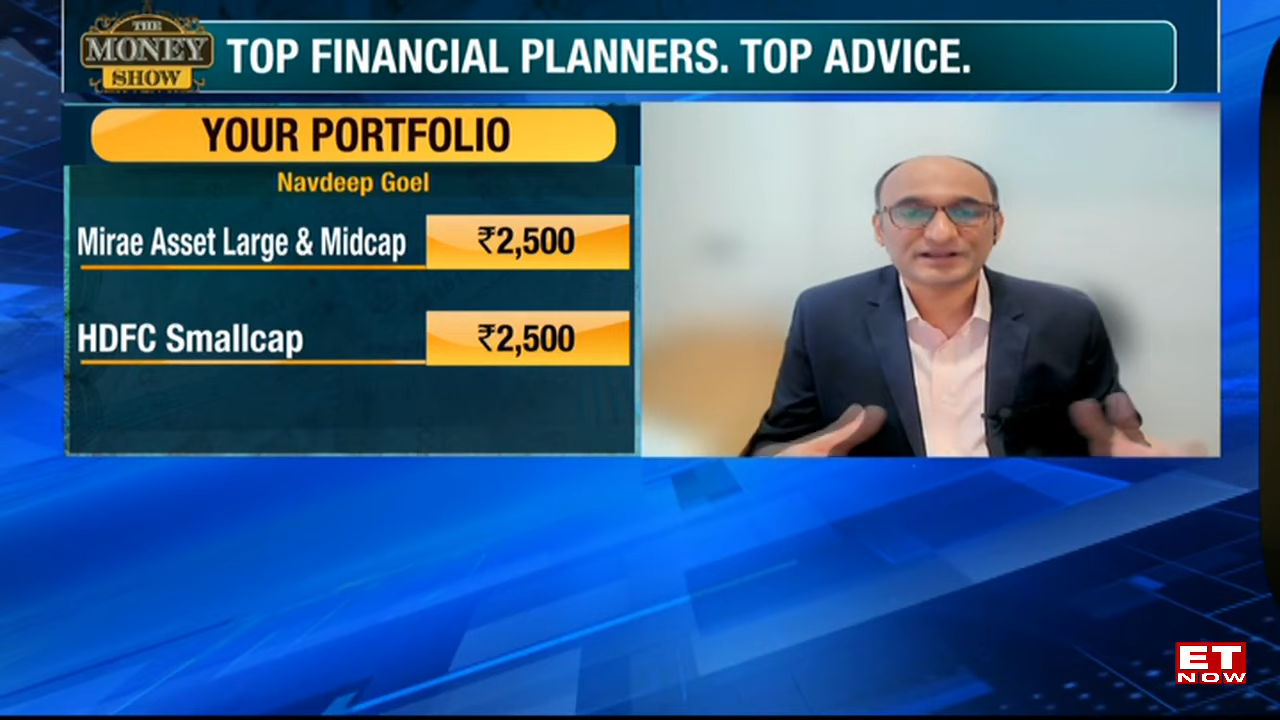 THE
MONEY
SHOW
TOP FINANCIAL PLANNERS. TOP ADVICE.
YOUR PORTFOLIO
Navdeep Goel
Mirae Asset Large & Midcap ₹2,500
HDFC Smallcap ₹2,500
ET
NOW